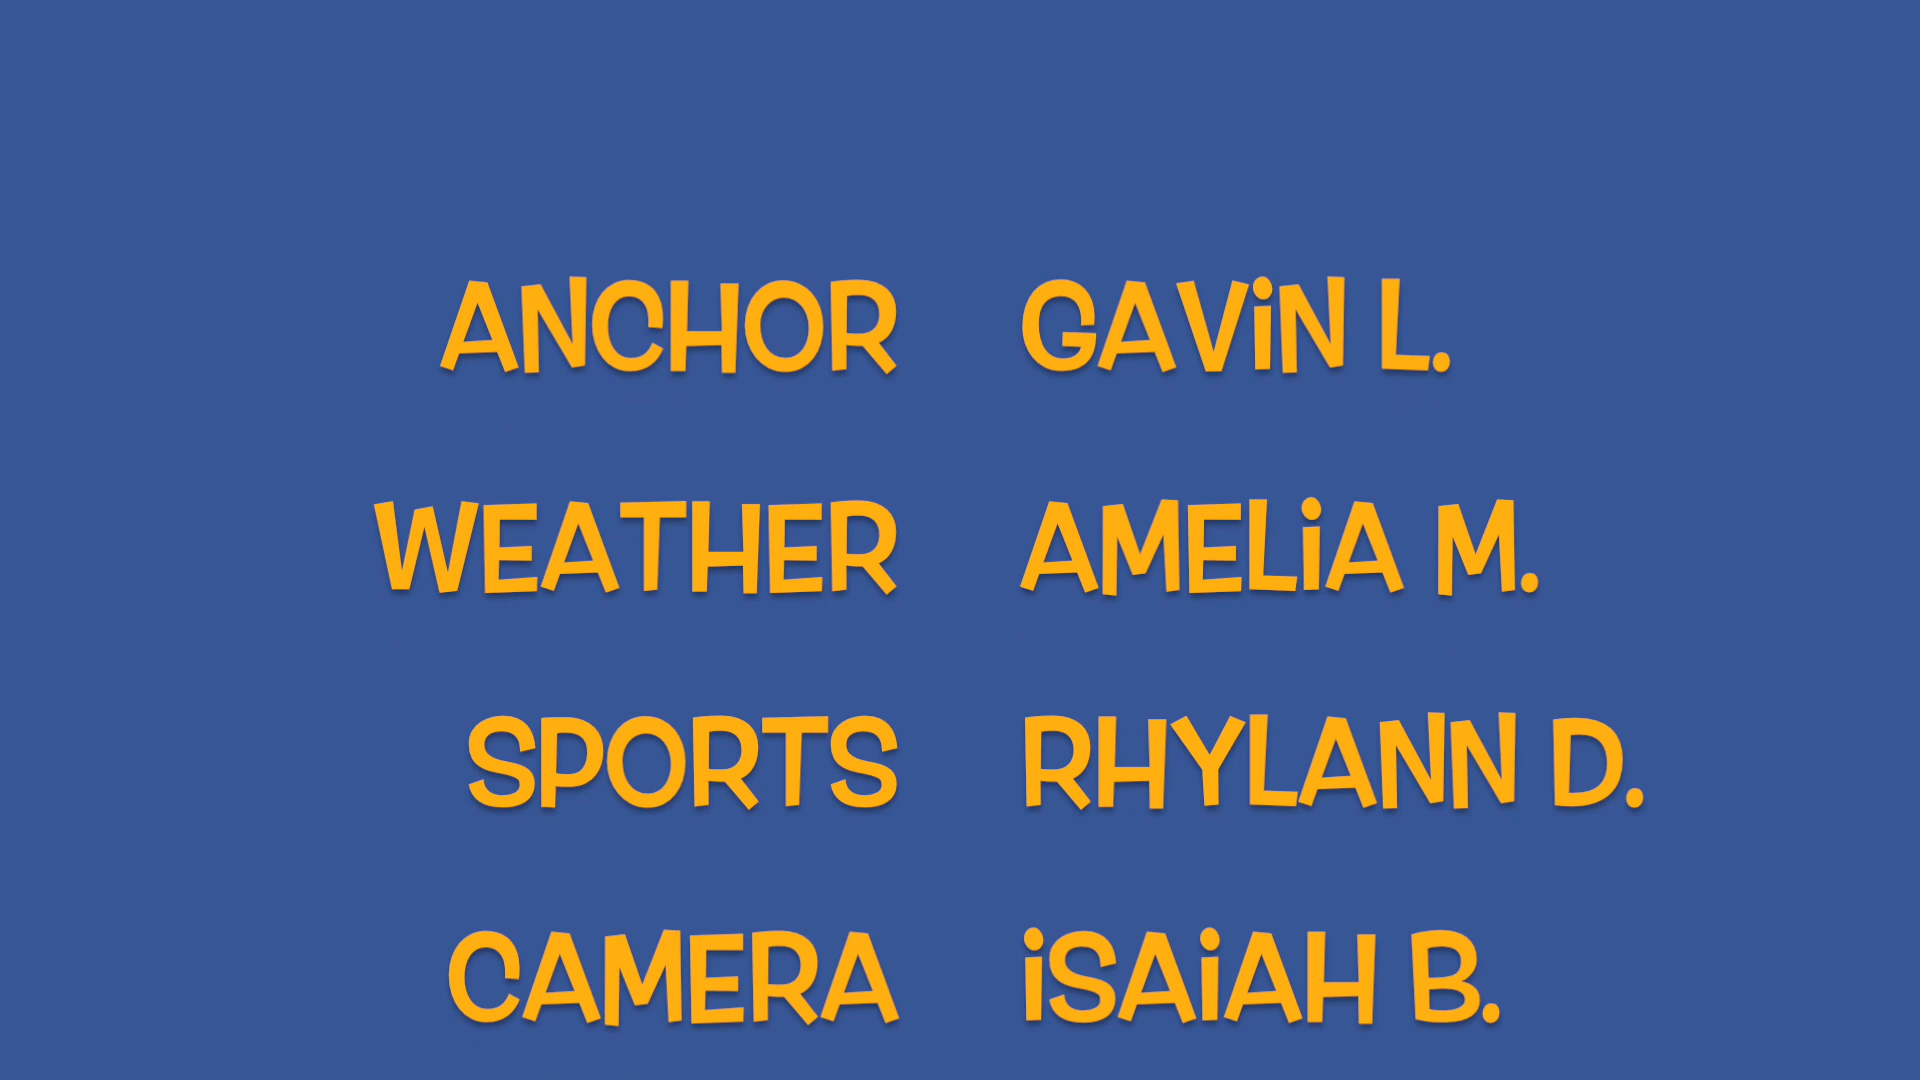 ANCHOR GAViN L.
WEATHER AMELiA M.
SPORTS RHYLANN D.
CAMERA iSAiAH B.